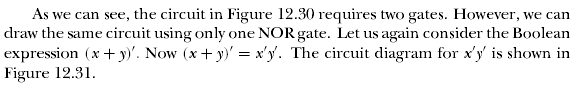 As we can see, the circuit in Figure 12.30 requires two gates. However, we can
draw the same circuit using only one NOR gate. Let us again consider the Boolean
expression (x + y)′. Now (x + y)′ = x′y′. The circuit diagram for x′y′ is shown in
Figure 12.31.